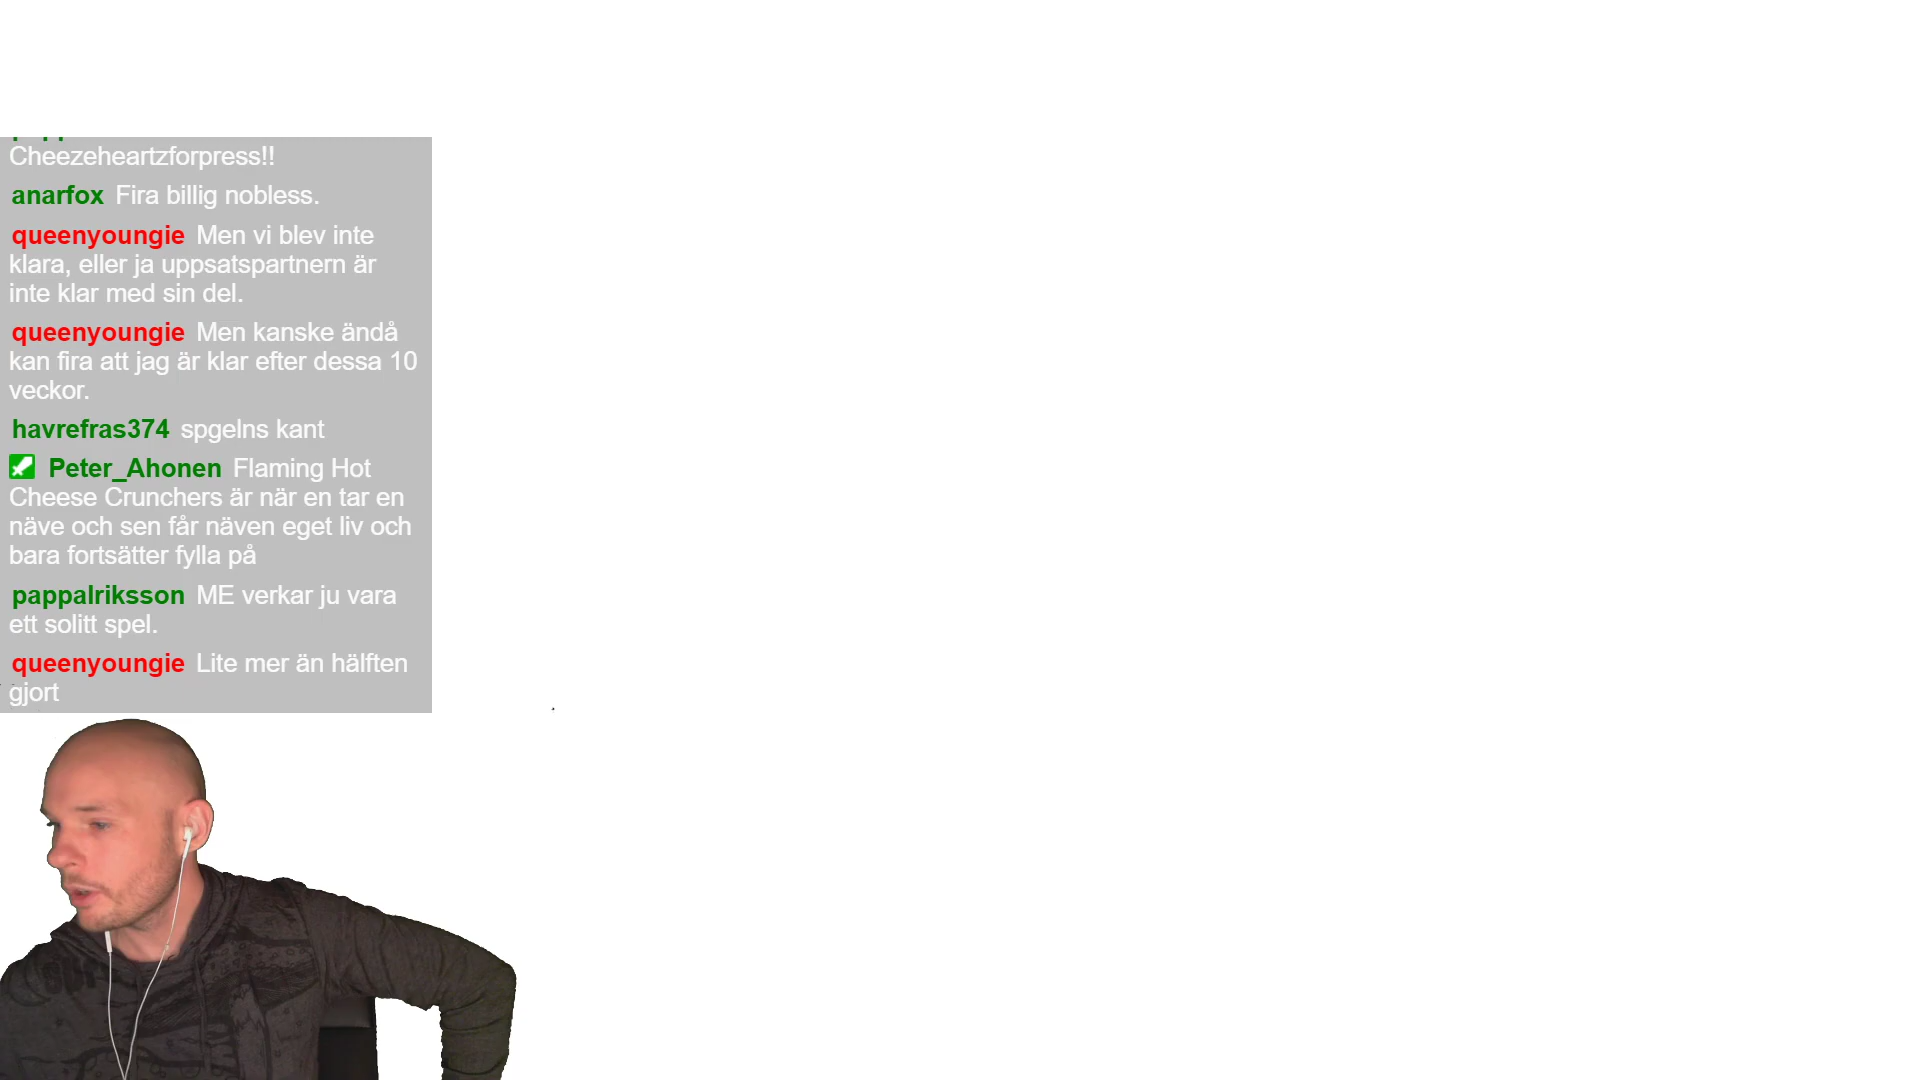 Cheezeheartzforpress!!
anarfox Fira billig nobless.
queenyoungie Men vi blev inte
klara, eller ja uppsatspartnern är
inte klar med sin del.
queenyoungie Men kanske ändå
kan fira att jag är klar efter dessa 10
veckor.
havrefras374 spgelns kant
Peter_Ahonen Flaming Hot
Cheese Crunchers är när en tar en
näve och sen får näven eget liv och
bara fortsätter fylla på
pappalriksson ME verkar ju vara
ett solitt spel.
queenyoungie Lite mer än hälften
gjort